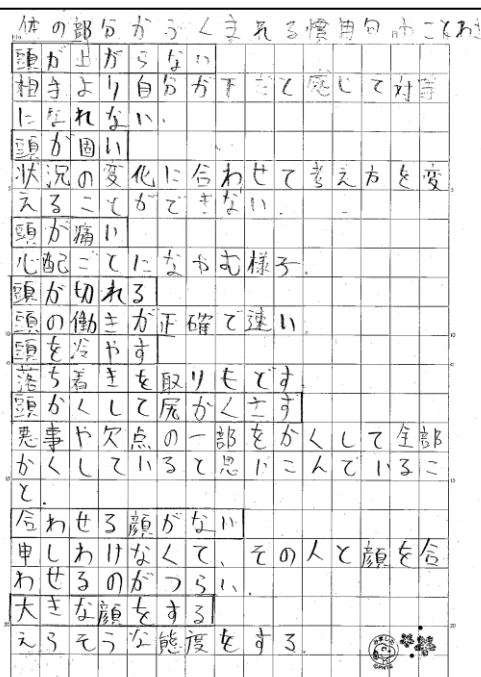 体の部分がふくまれる慣用句やことわざ
頭が上がらない
相手より自分が下だと感じて対等
になれない.
頭が固い
状況の変化に合わせて考え方を変
えることができない.
頭が痛い
心配ごとになやむ様子.
頭が切れる
頭の働きが正確で速い
頭を冷やす
落ち着きを取りもどす
頭かくして尻かくさず
悪事や欠点の一部をかくして全部
かくしていると思いこんでいるこ
と.
合わせる顔がない
申しわけなくて、その人と顔を合
わせるのがつらい.
大きな顔をする
えらそうな態度をする.